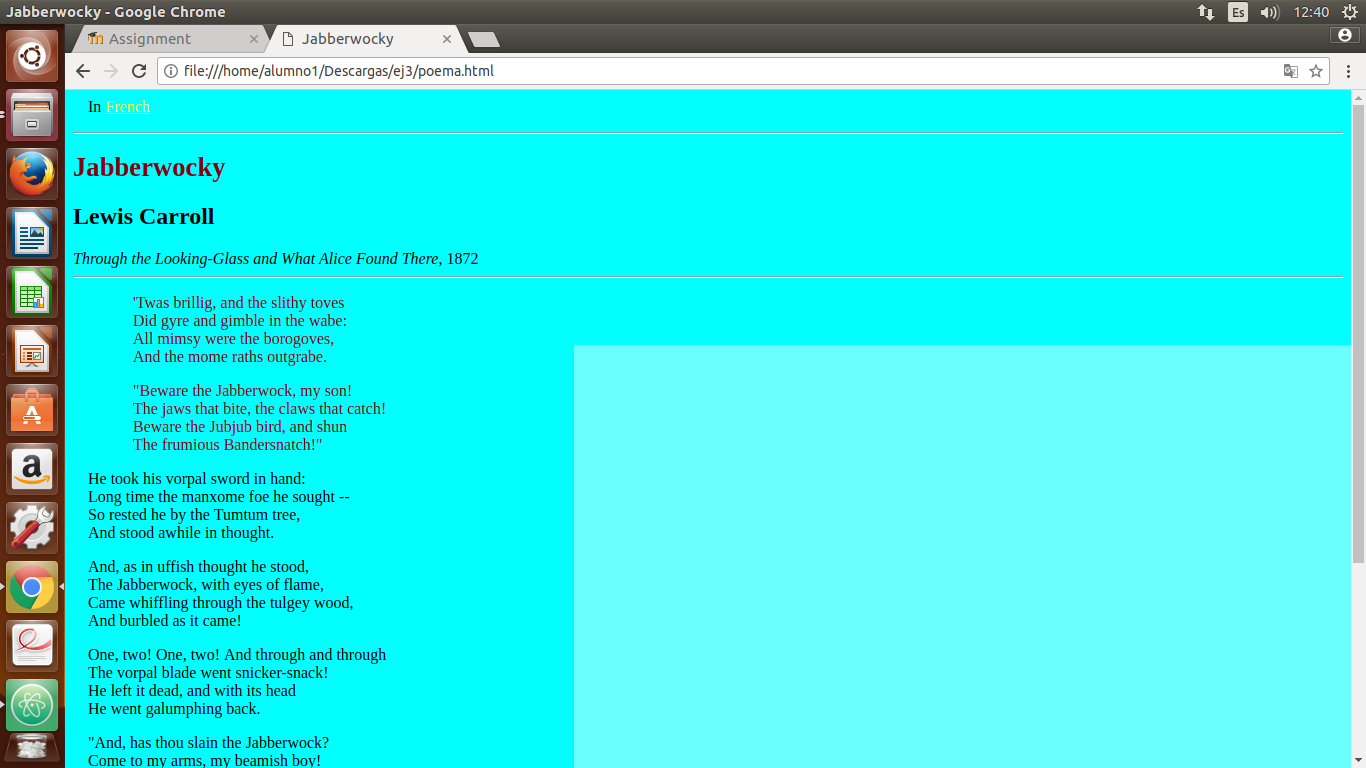 Jabberwocky - Google Chrome
Es
12:40
Assignment
Jabberwocky
file:///home/alumno1/Descargas/ej3/poema.html
In French
Jabberwocky
Lewis Carroll
Through the Looking-Glass and What Alice Found There, 1872
'Twas brillig, and the slithy toves
Did gyre and gimble in the wabe:
All mimsy were the borogoves,
And the mome raths outgrabe.
"Beware the Jabberwock, my son!
The jaws that bite, the claws that catch!
Beware the Jubjub bird, and shun
The frumious Bandersnatch!"
He took his vorpal sword in hand:
Long time the manxome foe he sought --
So rested he by the Tumtum tree,
And stood awhile in thought.
And, as in uffish thought he stood,
The Jabberwock, with eyes of flame,
Came whiffling through the tulgey wood,
And burbled as it came!
One, two! One, two! And through and through
The vorpal blade went snicker-snack!
He left it dead, and with its head
He went galumphing back.
"And, has thou slain the Jabberwock?
Come to my arms, my beamish boy!